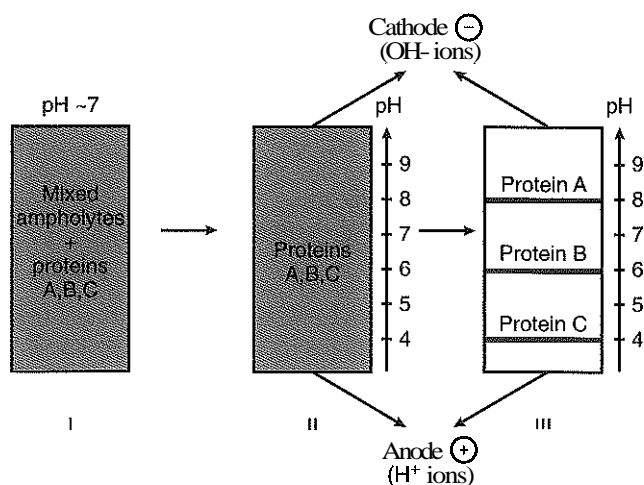 Cathode ⊖
(OH- ions)
pH ~7
pH
pH
Mixed
ampholytes
+
proteins
A,B,C
Proteins
A,B,C
9
8
7
6
5
4
Protein A
Protein B
Protein C
9
8
7
6
5
4
I
II
III
Anode ⊕
(H⁺ ions)